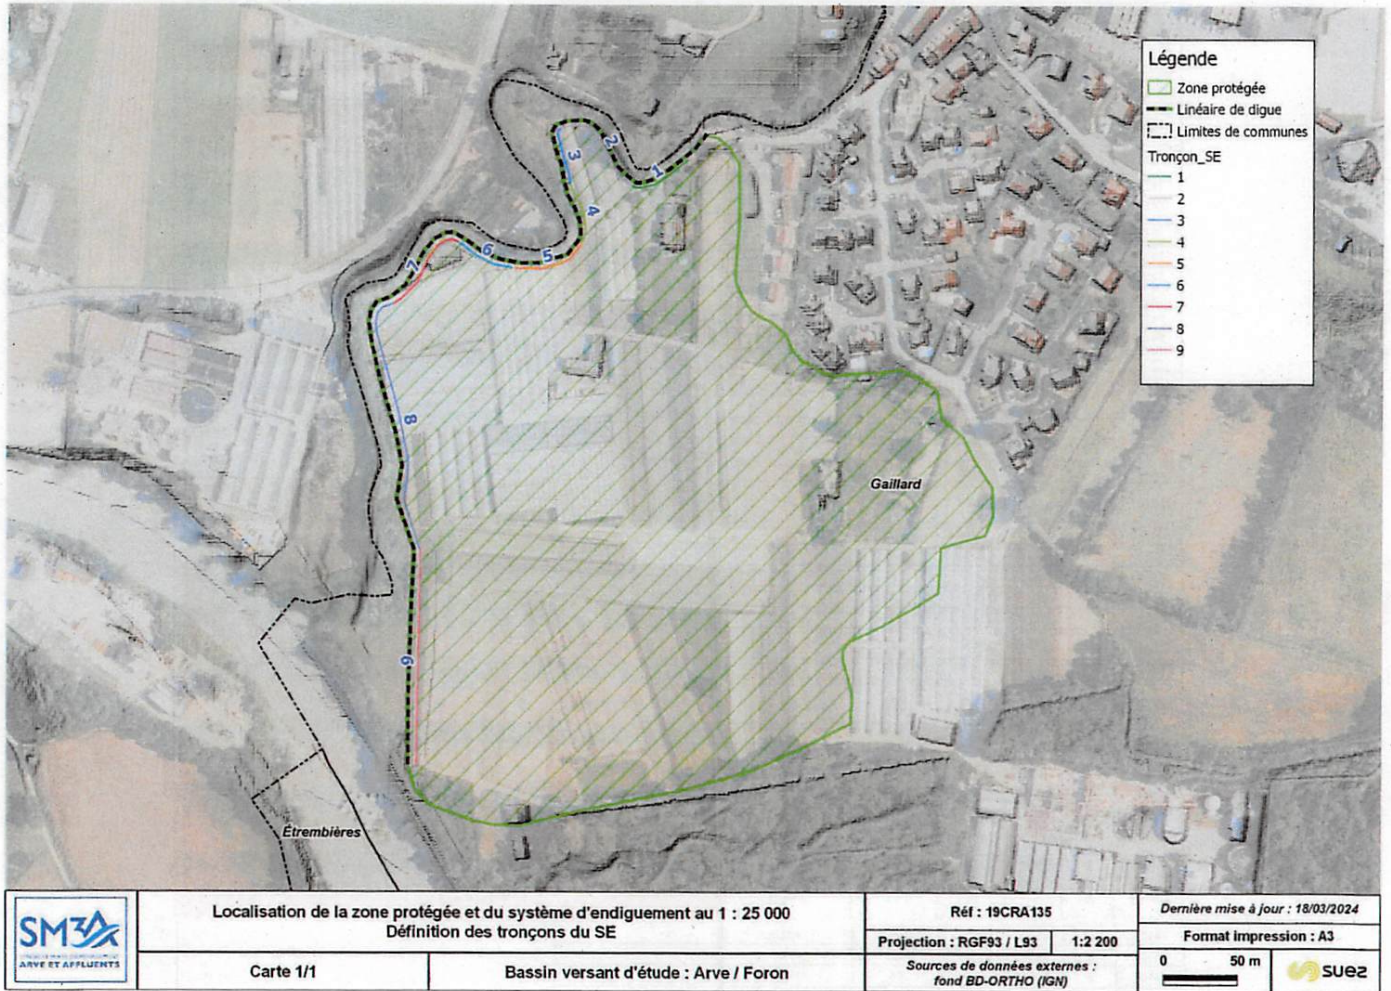 Légende
Zone protégée
Linéaire de digue
Limites de communes
Tronçon_SE
1
2
3
4
5
6
7
8
9
1
2
3
4
5
6
7
8
9
Gaillard
Étrembières
SM3A
ARVE ET AFFLUENTS
Localisation de la zone protégée et du système d'endiguement au 1 : 25 000
Définition des tronçons du SE
Carte 1/1
Bassin versant d'étude : Arve / Foron
Réf : 19CRA135
Projection : RGF93 / L93
1:2 200
Sources de données externes :
fond BD-ORTHO (IGN)
Dernière mise à jour : 18/03/2024
Format impression : A3
0 50 m
suez